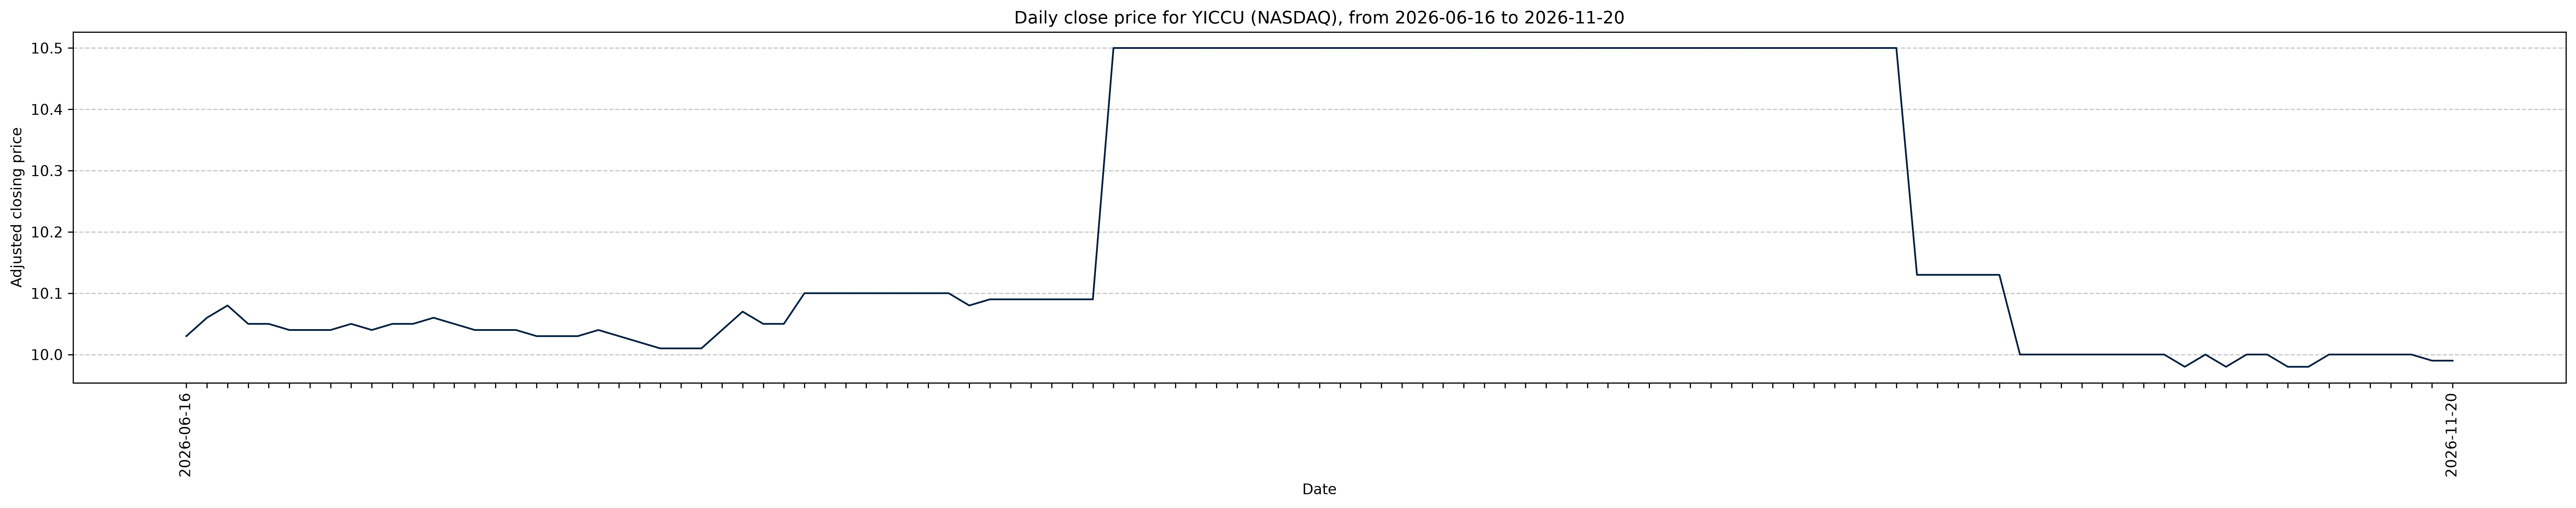 Daily close price for YICCU (NASDAQ), from 2026-06-16 to 2026-11-20
Adjusted closing price
10.5
10.4
10.3
10.2
10.1
10.0
2026-06-16
2026-11-20
Date